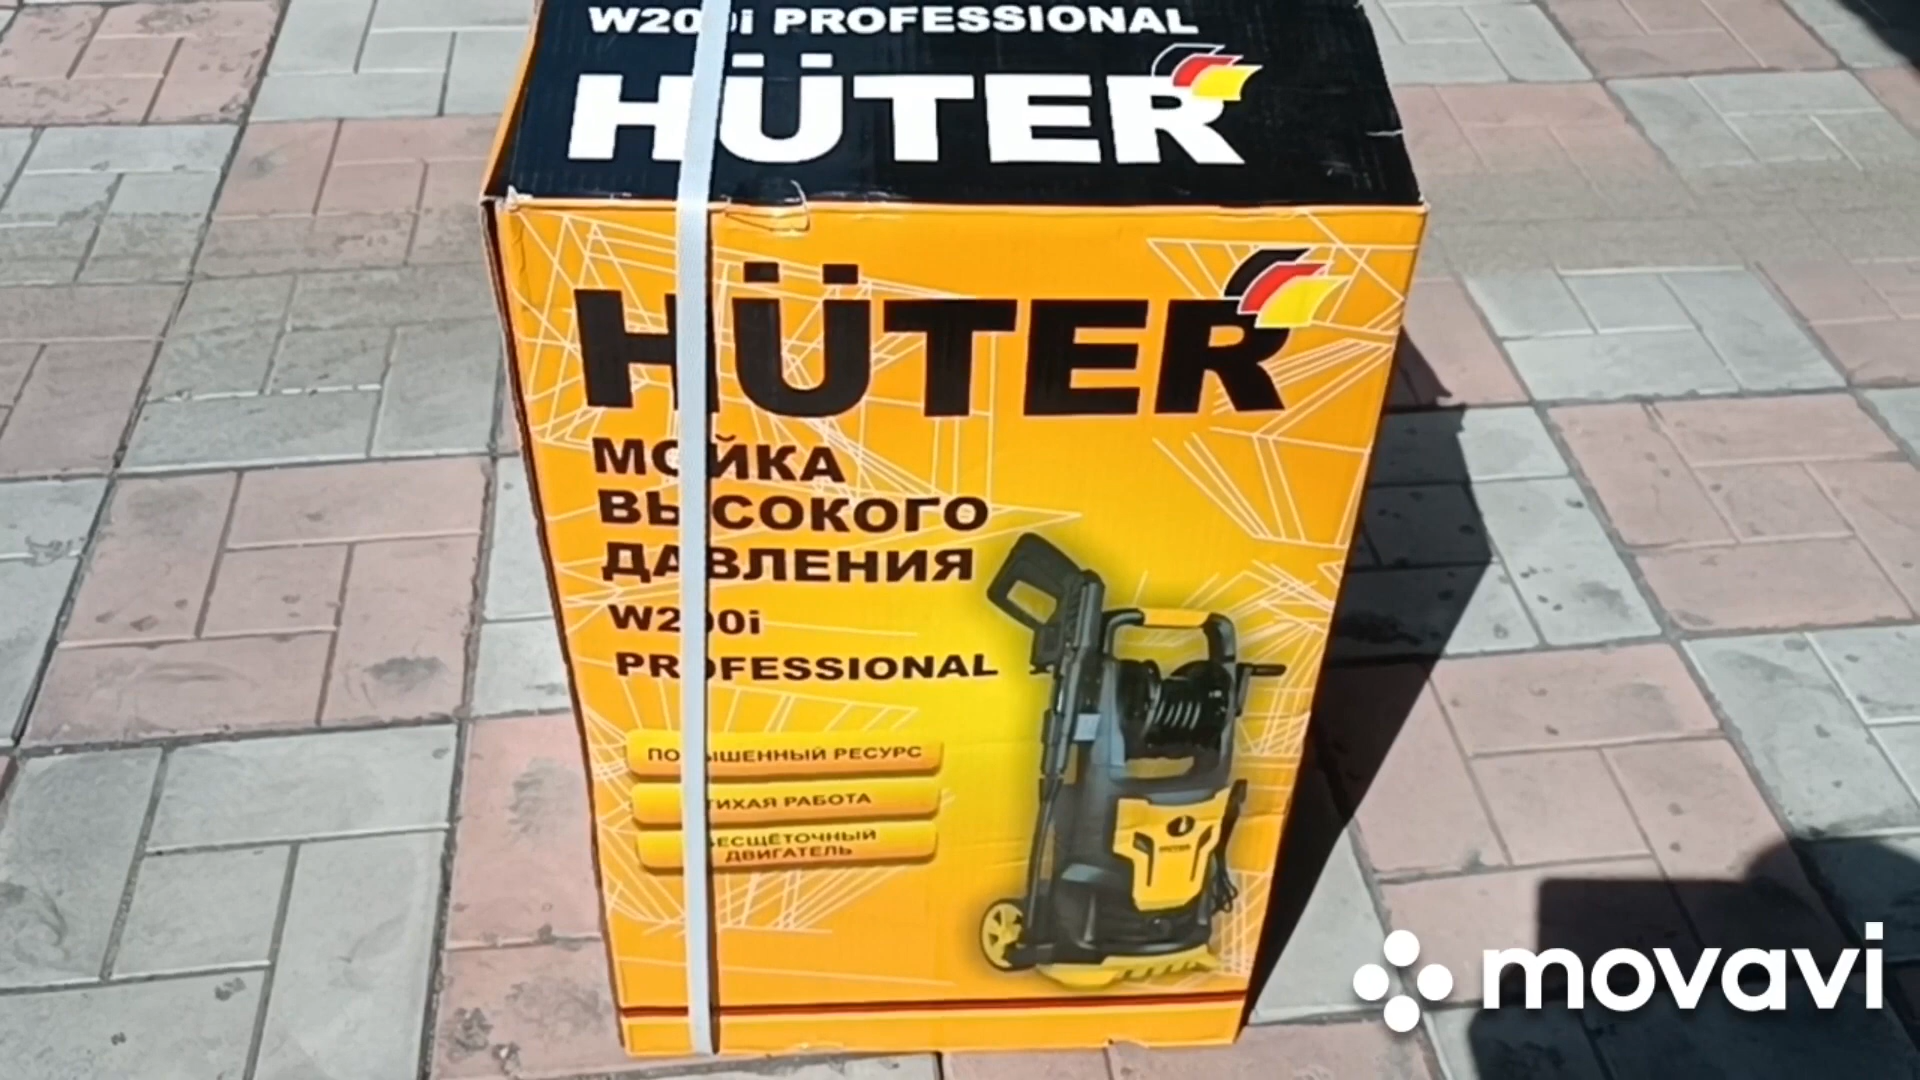 W200i PROFESSIONAL
HÜTER
HÜTER
МОЙКА
ВЫСОКОГО
ДАВЛЕНИЯ
W200i
PROFESSIONAL
ПОВЫШЕННЫЙ РЕСУРС
ТИХАЯ РАБОТА
БЕСЩЁТОЧНЫЙ
ДВИГАТЕЛЬ
movavi